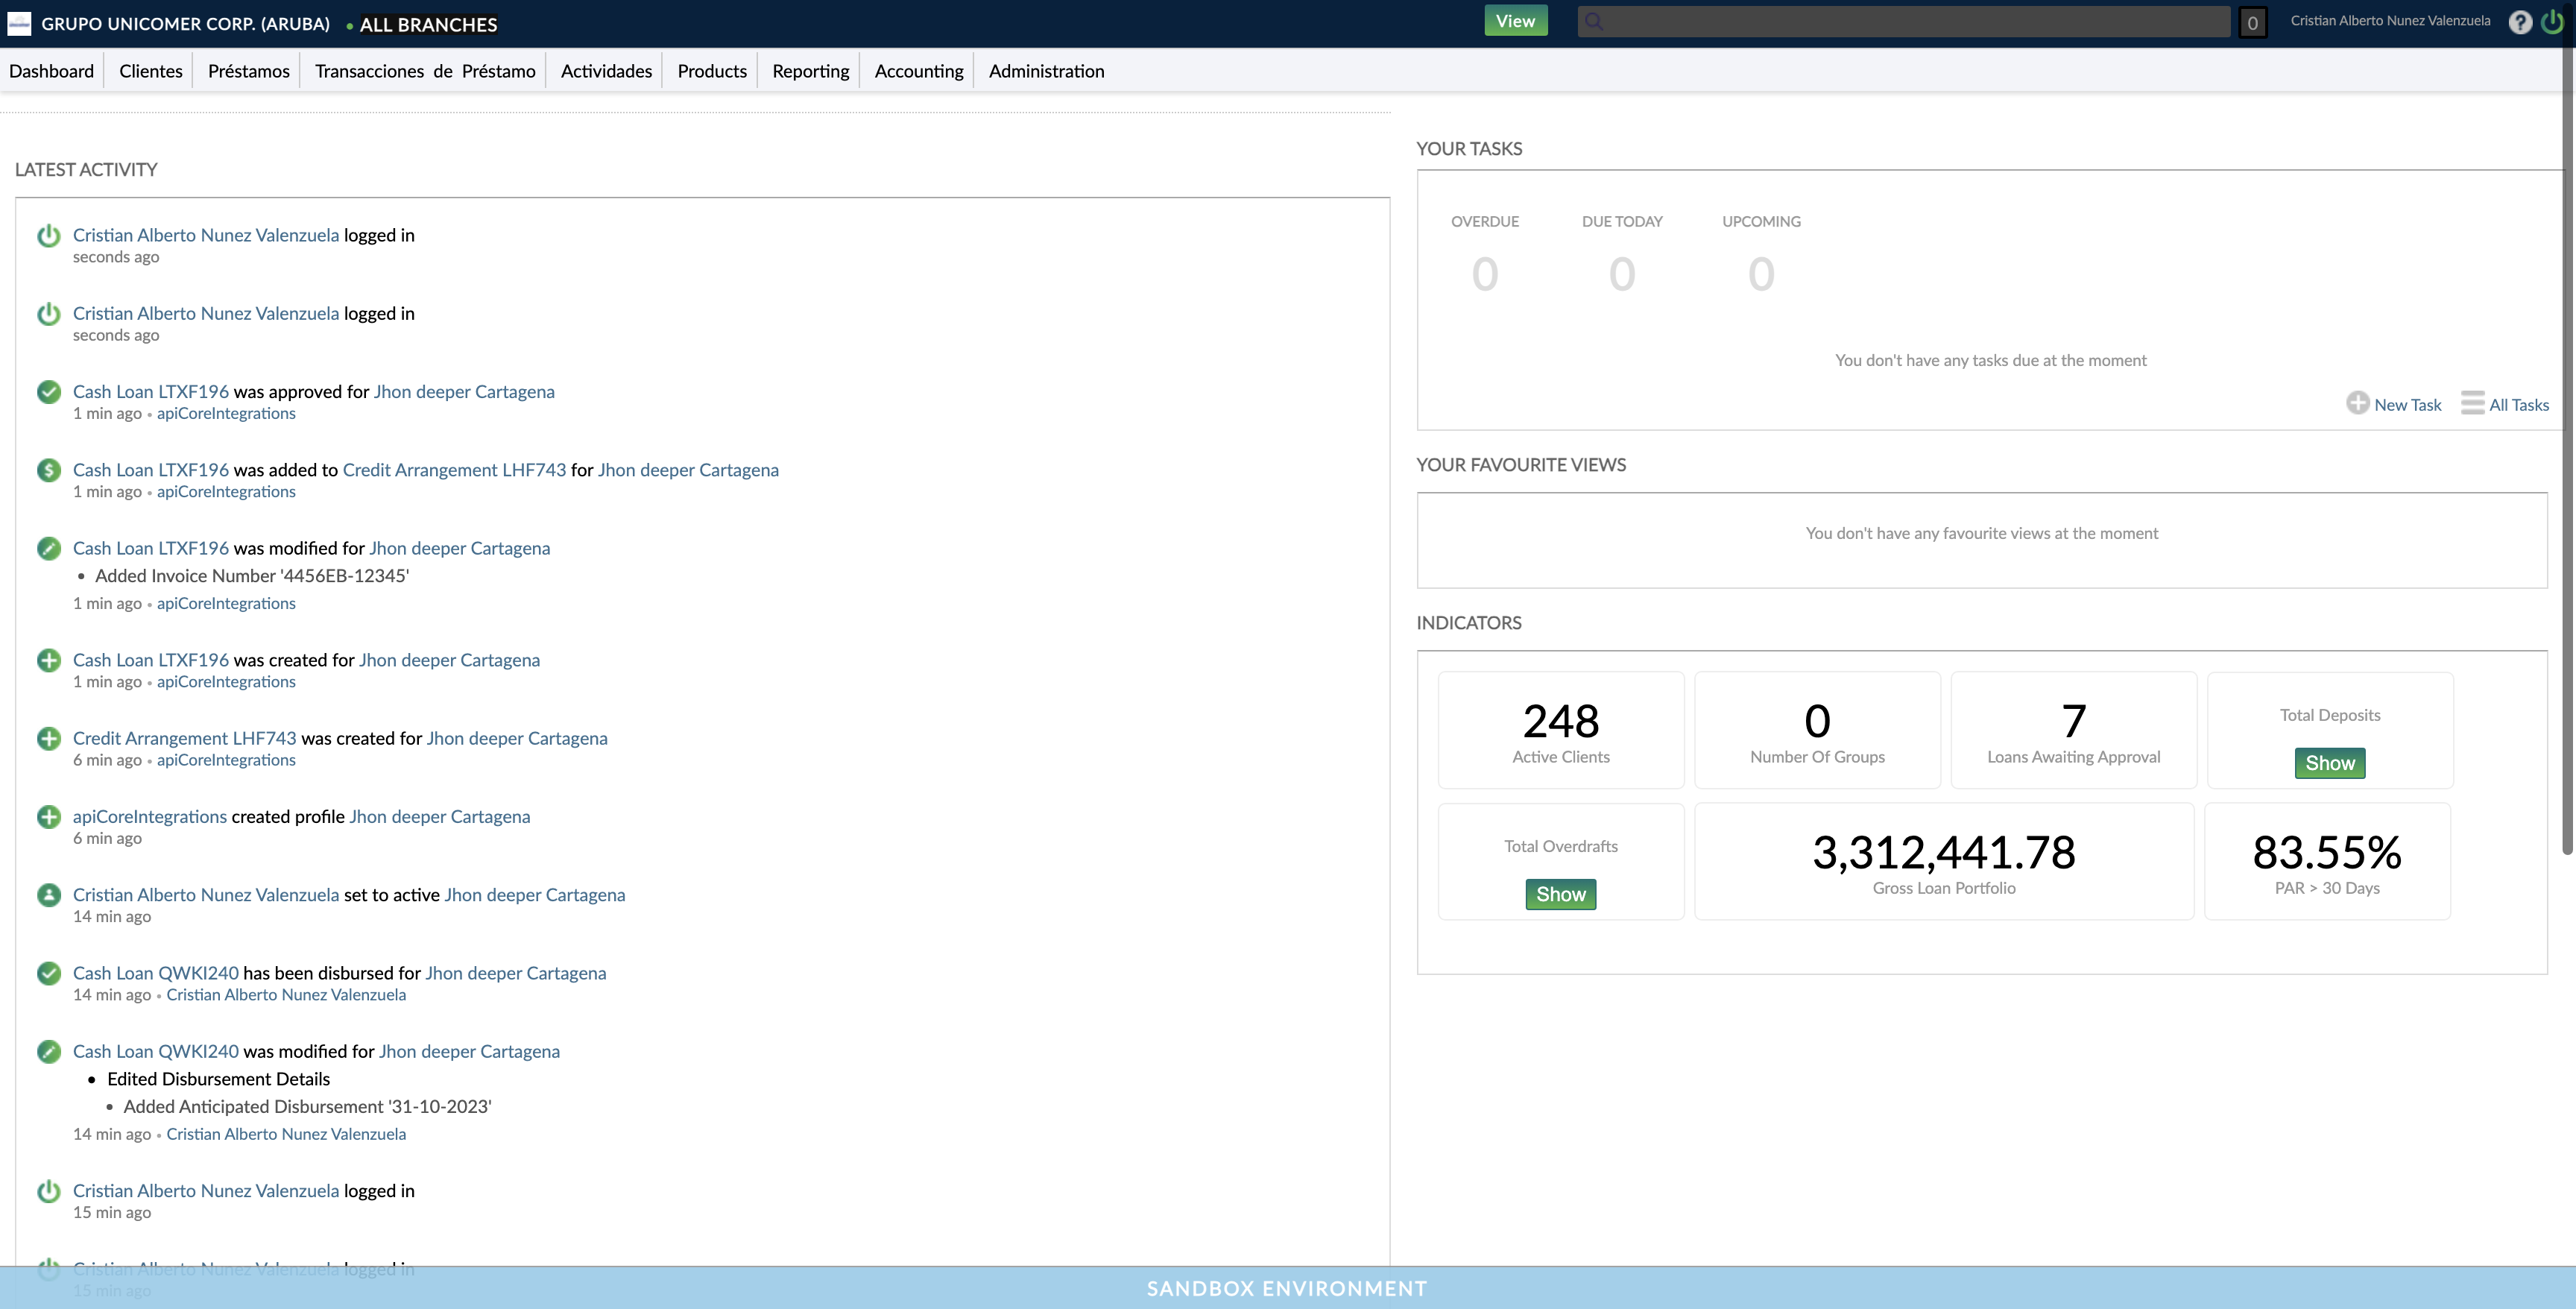 GRUPO UNICOMER CORP. (ARUBA) • ALL BRANCHES
View
0
Cristian Alberto Nunez Valenzuela
?
Dashboard Clientes Préstamos Transacciones de Préstamo Actividades Products Reporting Accounting Administration
LATEST ACTIVITY
Cristian Alberto Nunez Valenzuela logged in
seconds ago
Cristian Alberto Nunez Valenzuela logged in
seconds ago
Cash Loan LTXF196 was approved for Jhon deeper Cartagena
1 min ago • apiCoreIntegrations
Cash Loan LTXF196 was added to Credit Arrangement LHF743 for Jhon deeper Cartagena
1 min ago • apiCoreIntegrations
Cash Loan LTXF196 was modified for Jhon deeper Cartagena
• Added Invoice Number '4456EB-12345'
1 min ago • apiCoreIntegrations
Cash Loan LTXF196 was created for Jhon deeper Cartagena
1 min ago • apiCoreIntegrations
Credit Arrangement LHF743 was created for Jhon deeper Cartagena
6 min ago • apiCoreIntegrations
apiCoreIntegrations created profile Jhon deeper Cartagena
6 min ago
Cristian Alberto Nunez Valenzuela set to active Jhon deeper Cartagena
14 min ago
Cash Loan QWKI240 has been disbursed for Jhon deeper Cartagena
14 min ago • Cristian Alberto Nunez Valenzuela
Cash Loan QWKI240 was modified for Jhon deeper Cartagena
• Edited Disbursement Details
• Added Anticipated Disbursement '31-10-2023'
14 min ago • Cristian Alberto Nunez Valenzuela
Cristian Alberto Nunez Valenzuela logged in
15 min ago
Cristian Alberto Nunez Valenzuela logged in
15 min ago
YOUR TASKS
OVERDUE DUE TODAY UPCOMING
0 0 0
You don't have any tasks due at the moment
New Task All Tasks
YOUR FAVOURITE VIEWS
You don't have any favourite views at the moment
INDICATORS
248
Active Clients
0
Number Of Groups
7
Loans Awaiting Approval
Total Deposits
Show
Total Overdrafts
Show
3,312,441.78
Gross Loan Portfolio
83.55%
PAR > 30 Days
SANDBOX ENVIRONMENT